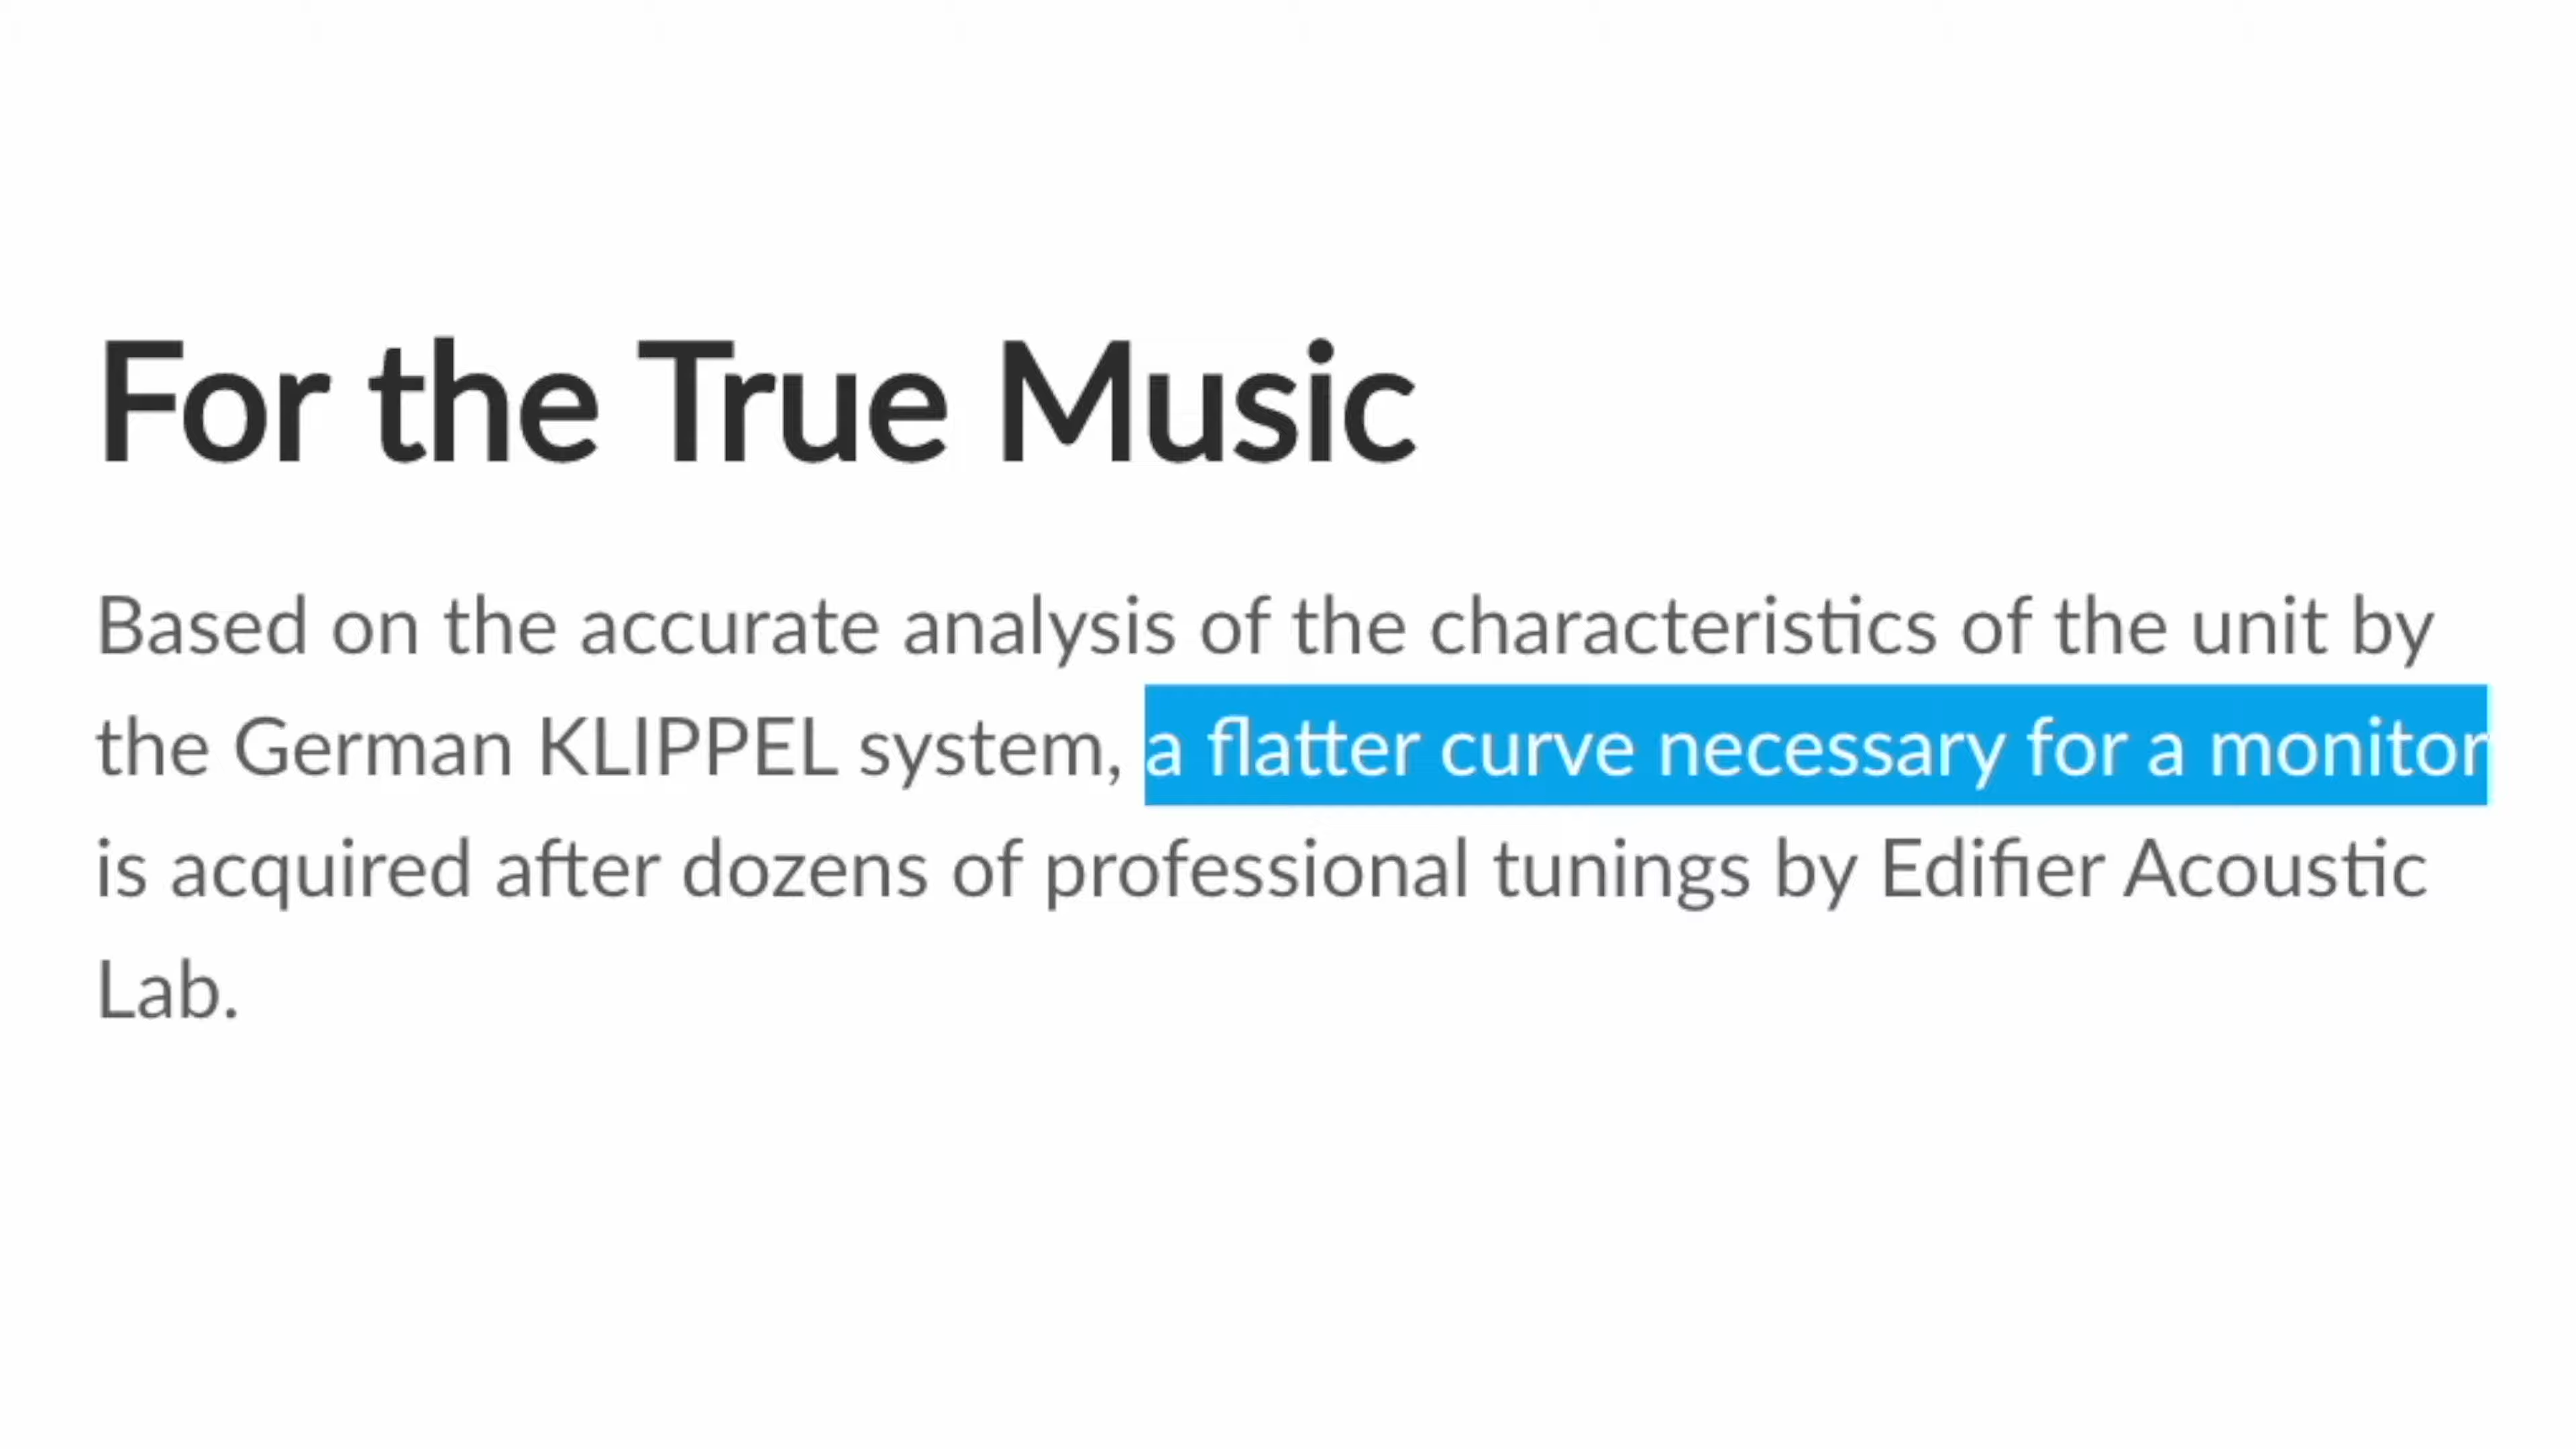 For the True Music
Based on the accurate analysis of the characteristics of the unit by
the German KLIPPEL system, a flatter curve necessary for a monitor
is acquired after dozens of professional tunings by Edifier Acoustic
Lab.